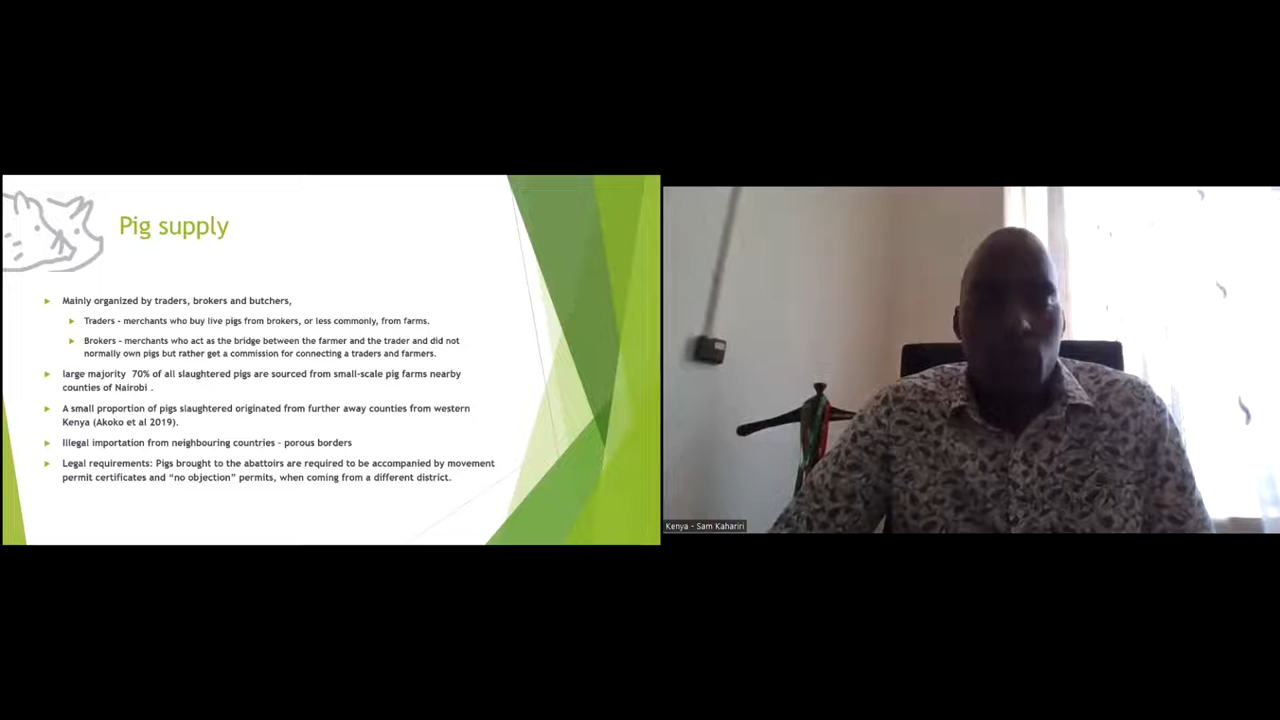 Pig supply
Mainly organized by traders, brokers and butchers,
Traders - merchants who buy live pigs from brokers, or less commonly, from farms.
Brokers - merchants who act as the bridge between the farmer and the trader and did not
normally own pigs but rather get a commission for connecting a traders and farmers.
large majority 70% of all slaughtered pigs are sourced from small-scale pig farms nearby
counties of Nairobi .
A small proportion of pigs slaughtered originated from further away counties from western
Kenya (Akoko et al 2019).
Illegal importation from neighbouring countries - porous borders
Legal requirements: Pigs brought to the abattoirs are required to be accompanied by movement
permit certificates and “no objection” permits, when coming from a different district.
Kenya - Sam Kahariri